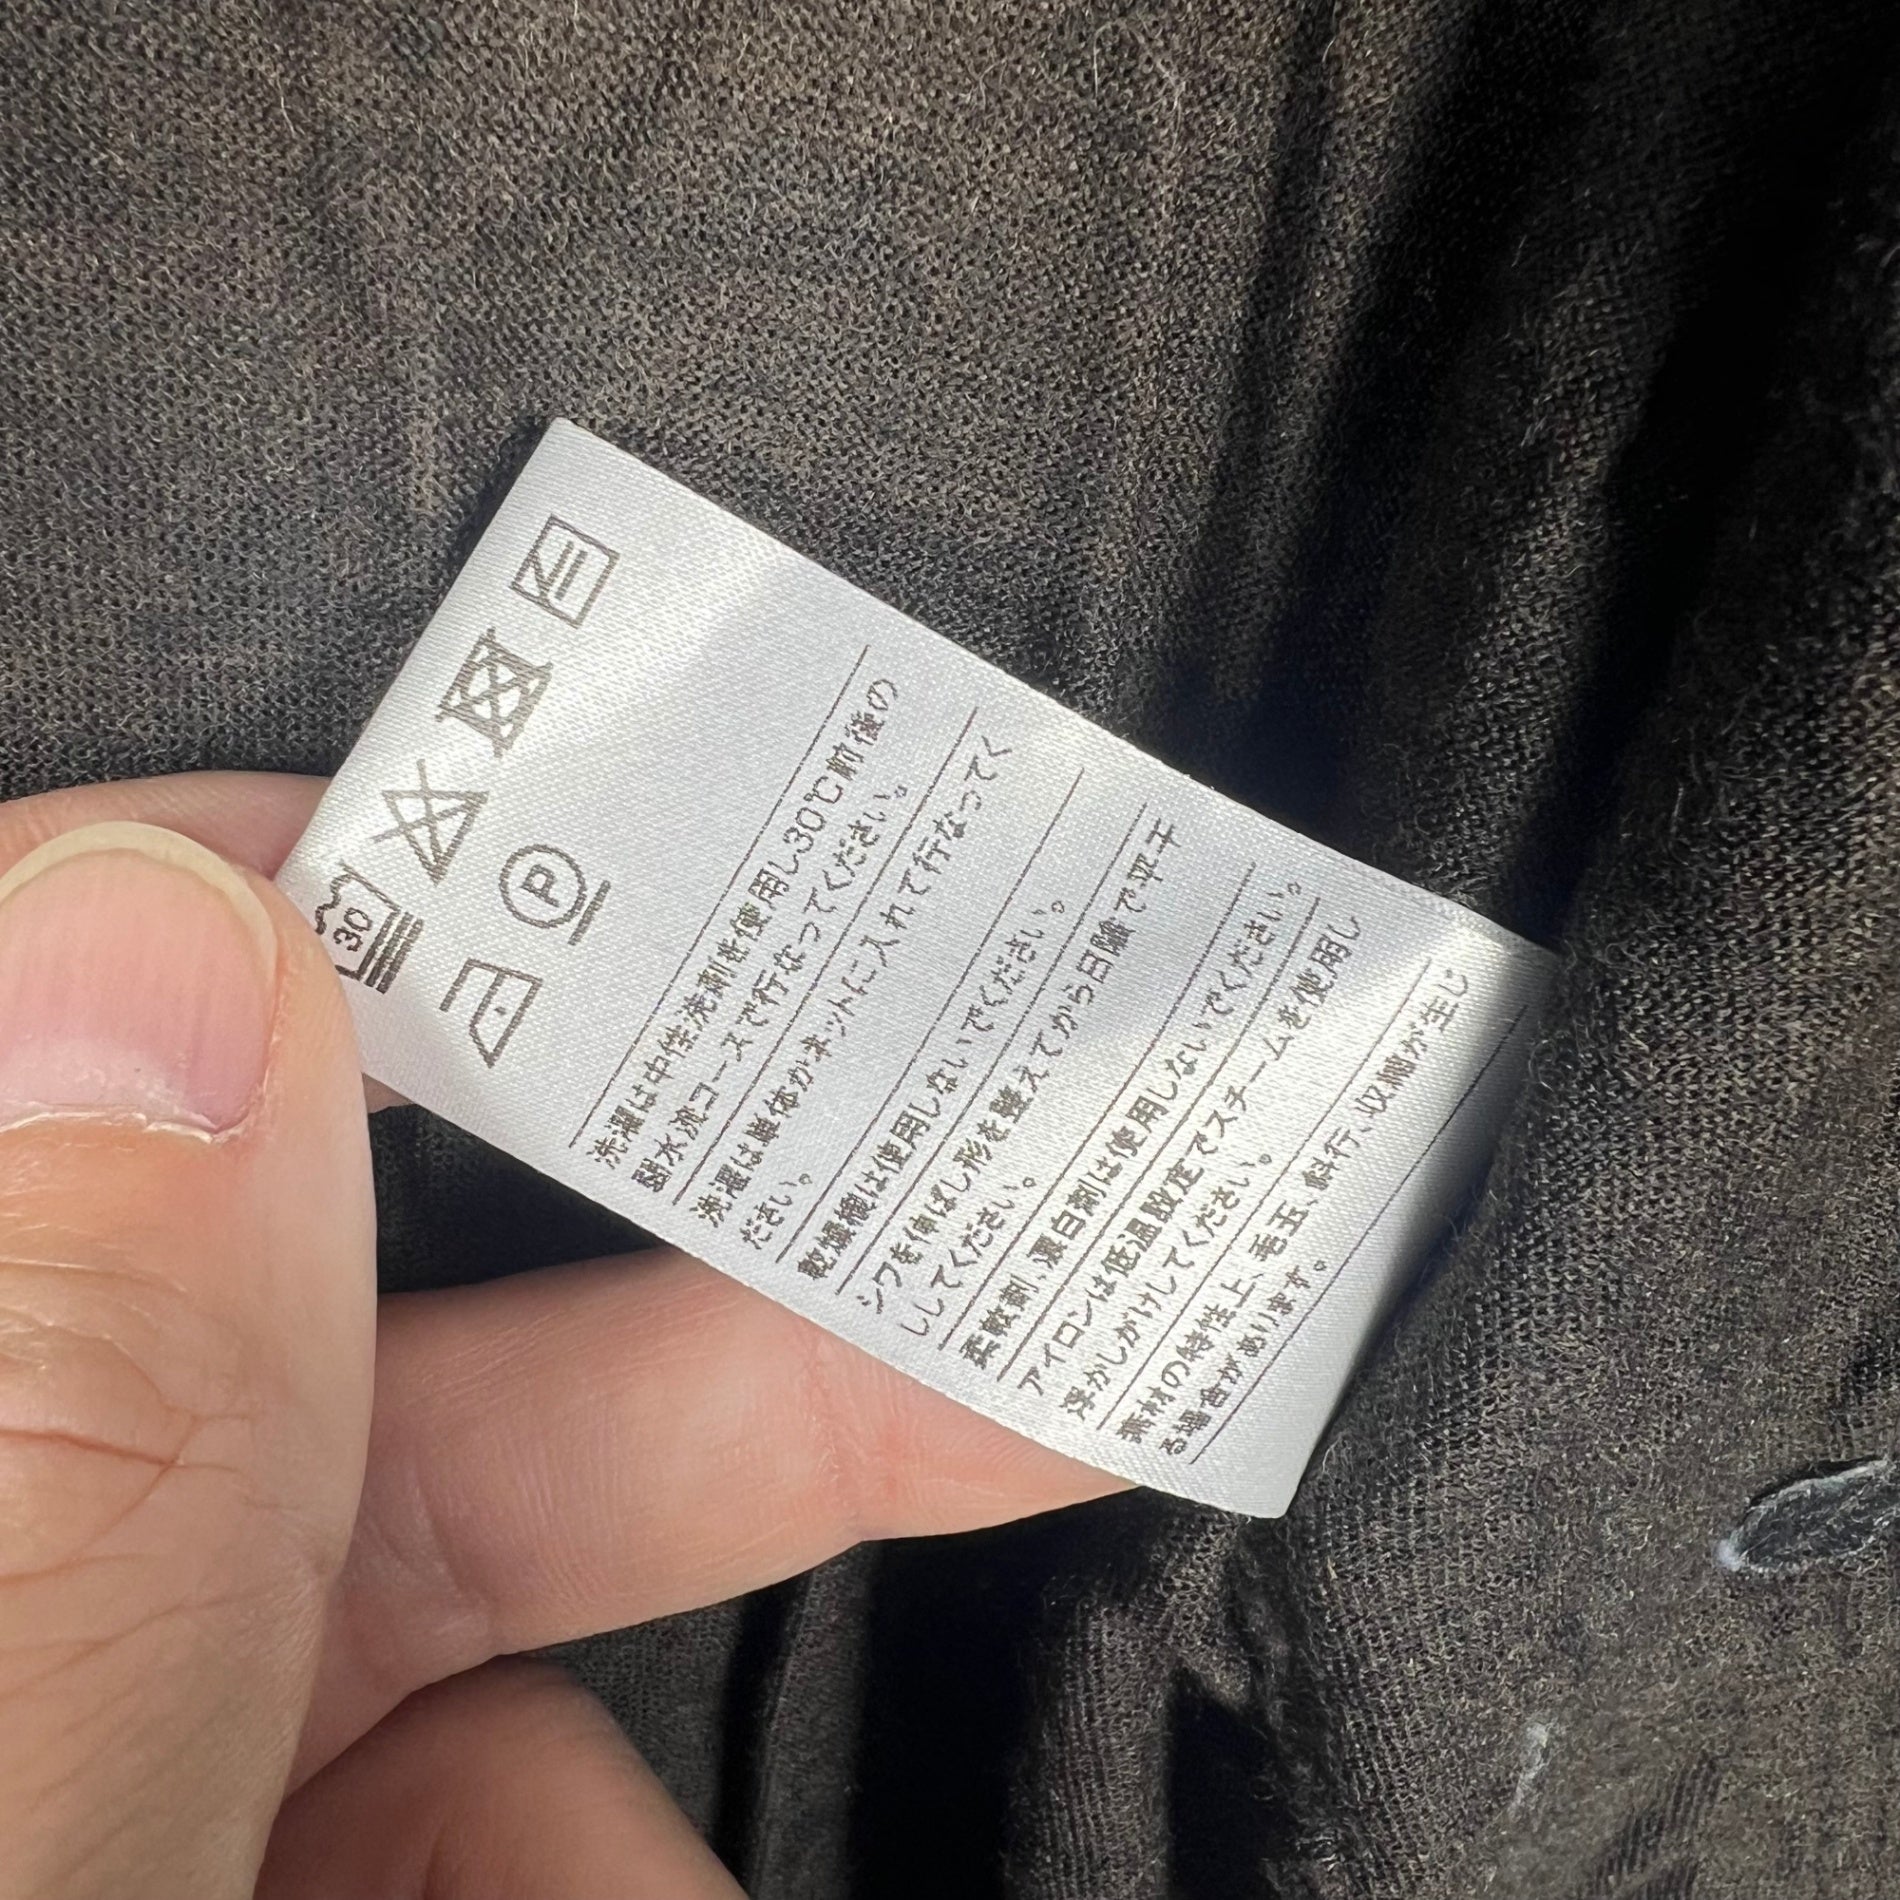 30
P
洗濯は中性洗剤を使用し30℃前後の
弱水流コースで行なってください。
洗濯は単体かネットに入れて行なってく
ださい。
乾燥機は使用しないでください。
シワを伸ばし形を整えてから日陰で平干
ししてください。
柔軟剤、漂白剤は使用しないでください。
アイロンは低温設定でスチームを使用し
浮かしがけしてください。
素材の特性上、毛玉、斜行、収縮が生じ
る場合があります。